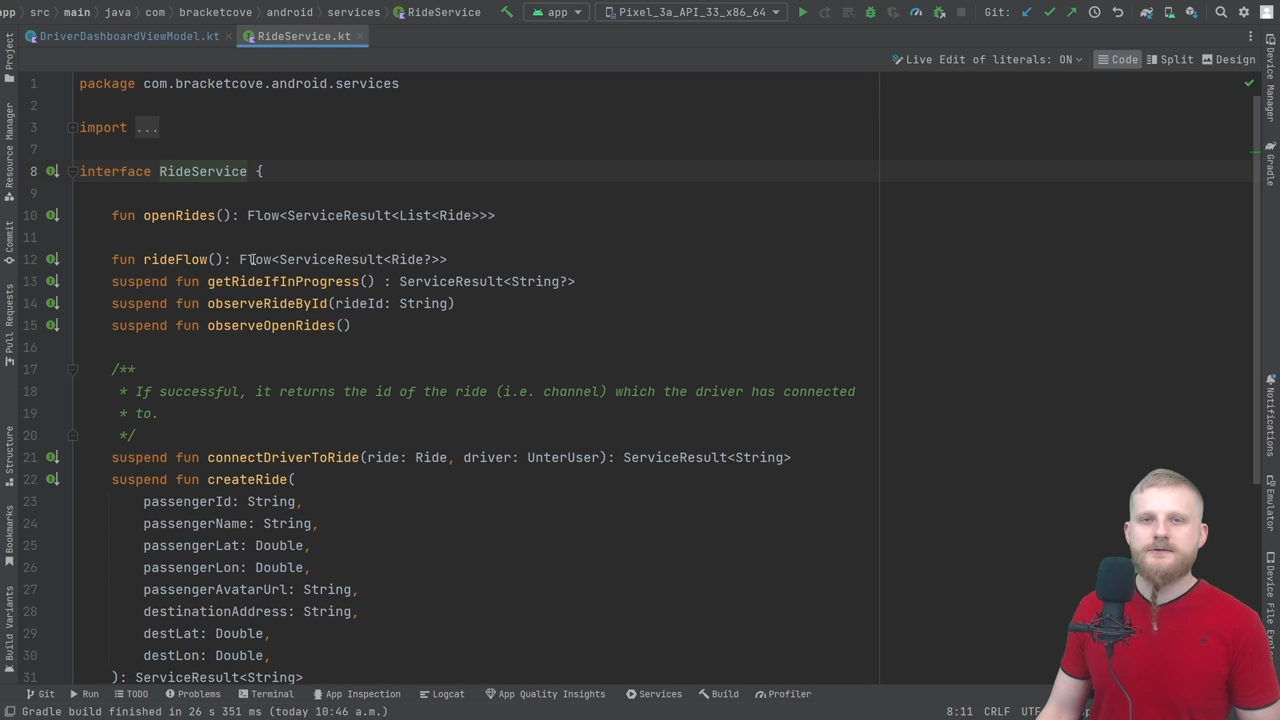 app > src > main > java > com > bracketcove > android > services > RideService
app
Pixel_3a_API_33_x86_64
Git:
DriverDashboardViewModel.kt
RideService.kt
Live Edit of literals: ON
Code
Split
Design
1 package com.bracketcove.android.services
2
3 import ...
7
8 interface RideService {
9
10 fun openRides(): Flow<ServiceResult<List<Ride>>>
11
12 fun rideFlow(): Flow<ServiceResult<Ride?>>
13 suspend fun getRideIfInProgress() : ServiceResult<String?>
14 suspend fun observeRideById(rideId: String)
15 suspend fun observeOpenRides()
16
17 /**
18 * If successful, it returns the id of the ride (i.e. channel) which the driver has connected
19 * to.
20 */
21 suspend fun connectDriverToRide(ride: Ride, driver: UnterUser): ServiceResult<String>
22 suspend fun createRide(
23 passengerId: String,
24 passengerName: String,
25 passengerLat: Double,
26 passengerLon: Double,
27 passengerAvatarUrl: String,
28 destinationAddress: String,
29 destLat: Double,
30 destLon: Double,
31 ): ServiceResult<String>
Project
Resource Manager
Commit
Pull Requests
Structure
Bookmarks
Build Variants
Device Manager
Gradle
Notifications
Emulator
Device File
Git
Run
TODO
Problems
Terminal
App Inspection
Logcat
App Quality Insights
Services
Build
Profiler
Gradle build finished in 26 s 351 ms (today 10:46 a.m.)
8:11
CRLF